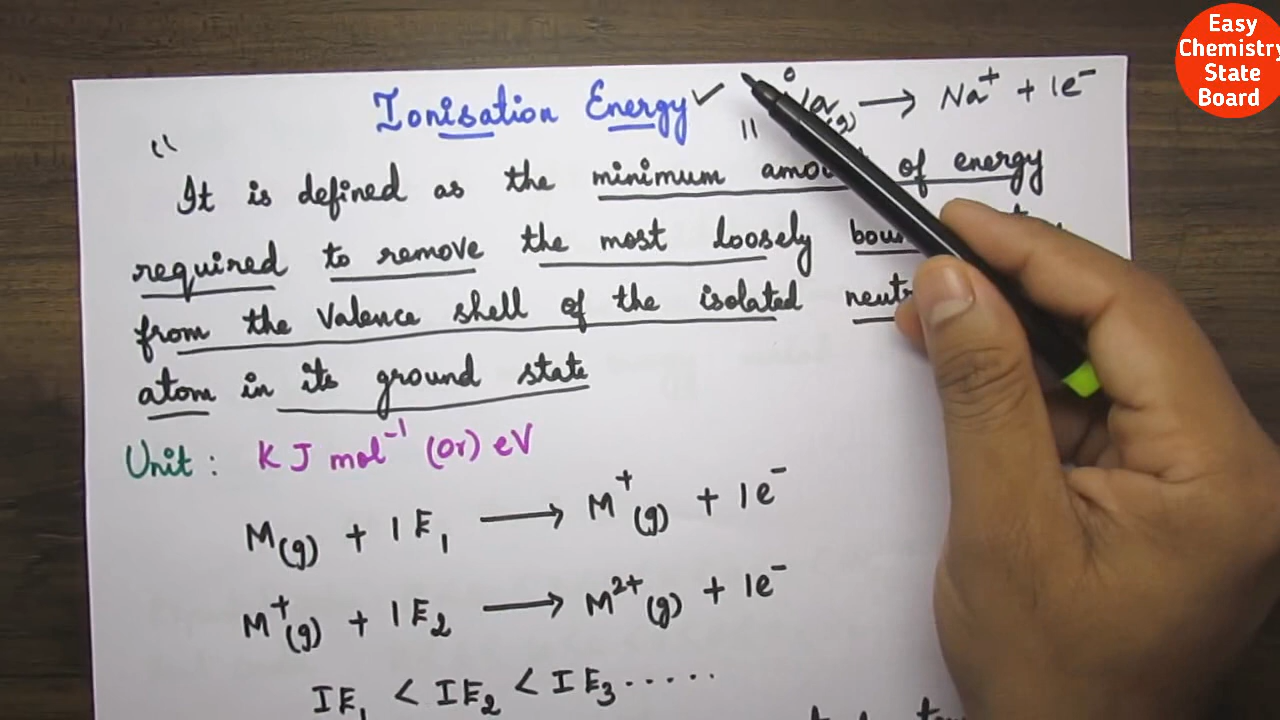 Easy
Chemistry
State
Board
Ionisation Energy ✓
⟶ Na⁺ + 1e⁻
"
"
It is defined as the minimum of energy
required to remove the most loosely
from the valence shell of the isolated
atom in its ground state
Unit : KJ mol⁻¹ (Or) eV
M(g) + IE₁ ⟶ M⁺(g) + 1e⁻
M⁺(g) + IE₂ ⟶ M²⁺(g) + 1e⁻
IE₁ < IE₂ < IE₃ ......